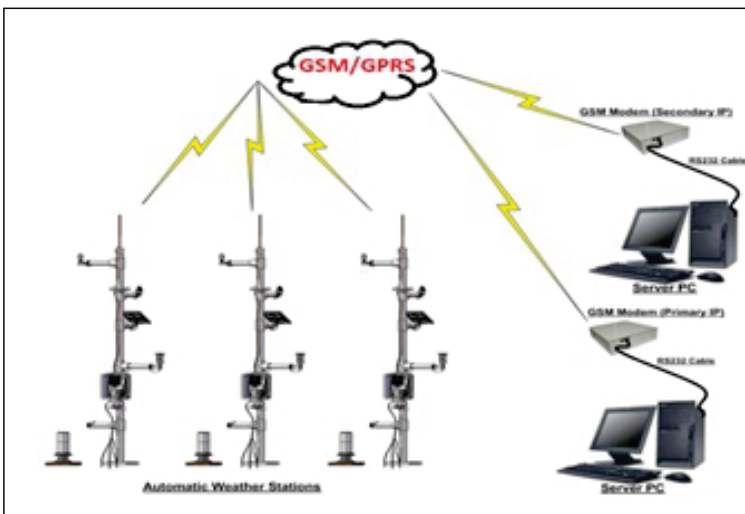 GSM/GPRS
GSM Modem (Secondary IP)
RS232 Cable
Server PC
GSM Modem (Primary IP)
RS232 Cable
Server PC
Automatic Weather Stations